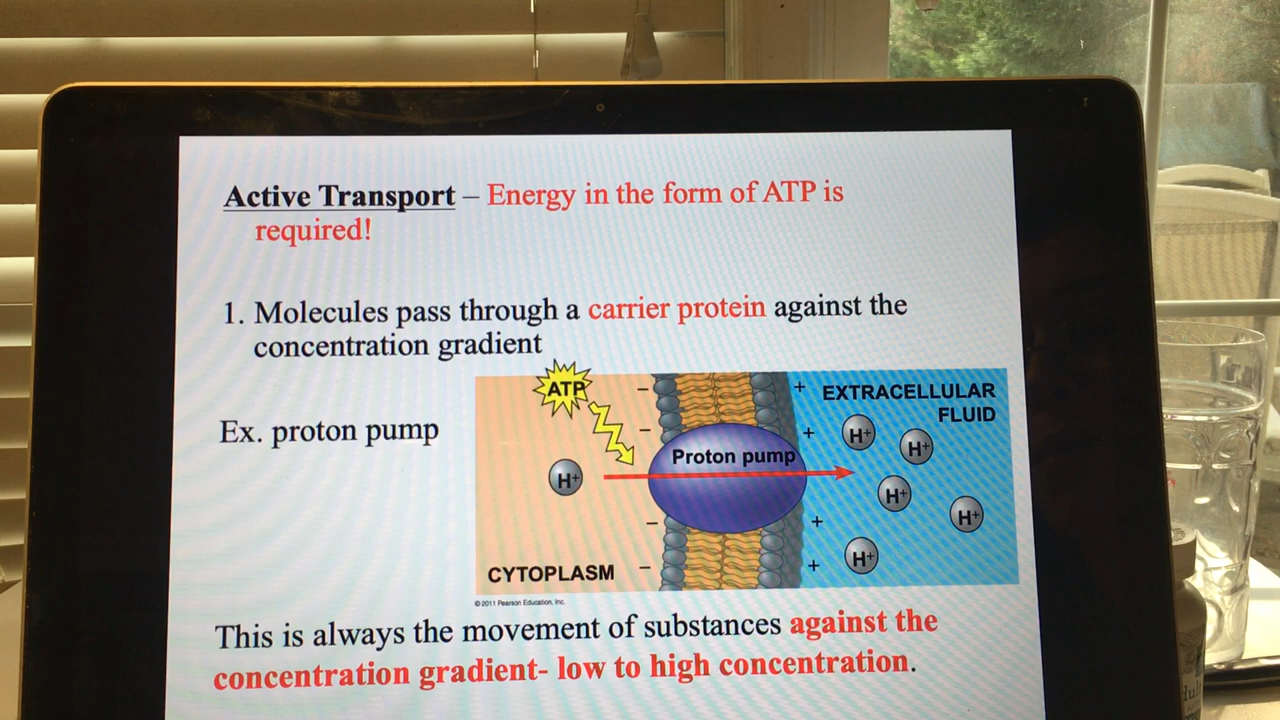 Active Transport – Energy in the form of ATP is
required!
1. Molecules pass through a carrier protein against the
concentration gradient
Ex. proton pump
ATP
EXTRACELLULAR
FLUID
H+
H+
Proton pump
H+
H+
H+
H+
CYTOPLASM
© 2011 Pearson Education, Inc.
This is always the movement of substances against the
concentration gradient- low to high concentration.